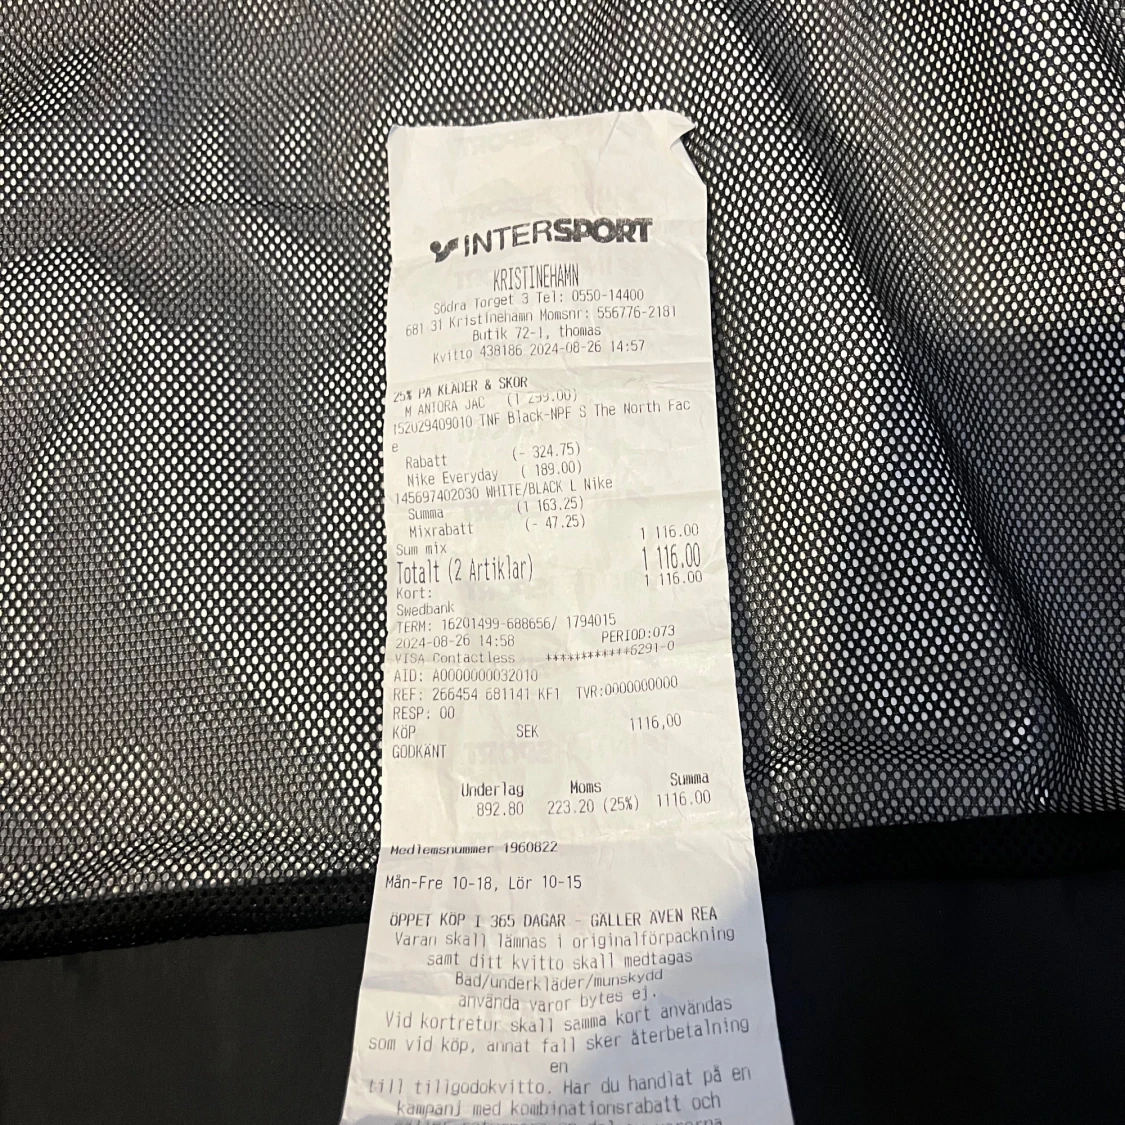 INTERSPORT
KRISTINEHAMN
Södra Torget 3 Tel: 0550-14400
681 31 Kristinehamn Momsnr: 556776-2181
Butik 72-1, thomas
Kvitto 438186 2024-08-26 14:57
25% PÅ KLÄDER & SKOR
M ANTORA JAC (1 299.00)
152029409010 TNF Black-NPF S The North Fac
e
Rabatt (- 324.75)
Nike Everyday ( 189.00)
145697402030 WHITE/BLACK L Nike
Summa (1 163.25)
Mixrabatt (- 47.25)
Sum mix 1 116.00
Totalt (2 Artiklar) 1 116.00
Kort: 1 116.00
Swedbank
TERM: 16201499-688656/ 1794015
2024-08-26 14:58 PERIOD:073
VISA Contactless ************6291-0
AID: A0000000032010
REF: 266454 681141 KF1 TVR:0000000000
RESP: 00
KÖP SEK 1116,00
GODKÄNT
Underlag Moms Summa
892.80 223.20 (25%) 1116.00
Medlemsnummer 1960822
Mån-Fre 10-18, Lör 10-15
ÖPPET KÖP I 365 DAGAR - GÄLLER ÄVEN REA
Varan skall lämnas i originalförpackning
samt ditt kvitto skall medtagas
Bad/underkläder/munskydd
använda varor bytes ej.
Vid kortretur skall samma kort användas
som vid köp, annat fall sker återbetalning
en
till tillgodokvitto. Har du handlat på en
kampanj med kombinationsrabatt och